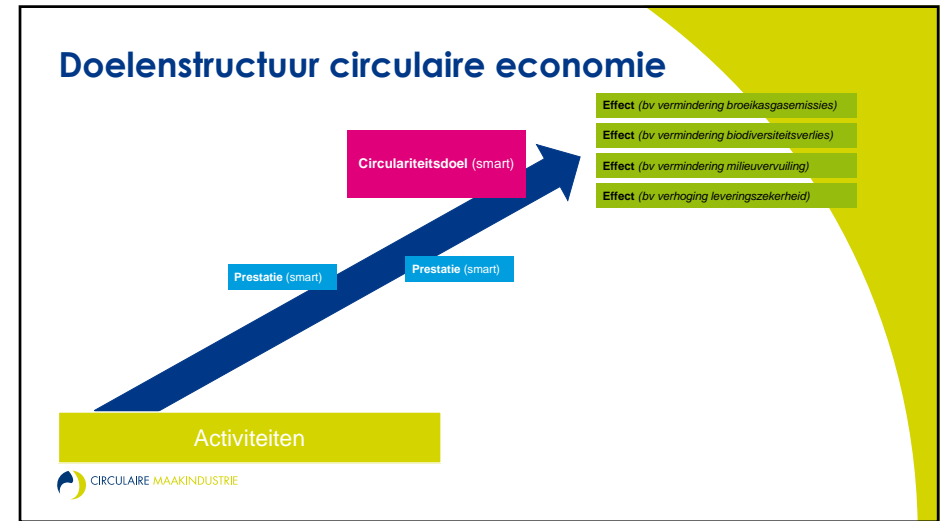 Doelenstructuur circulaire economie
Effect (bv vermindering broeikasgasemissies)
Effect (bv vermindering biodiversiteitsverlies)
Circulariteitsdoel (smart)
Effect (bv vermindering milieuvervuiling)
Effect (bv verhoging leveringszekerheid)
Prestatie (smart)
Prestatie (smart)
Activiteiten
CIRCULAIRE MAAKINDUSTRIE